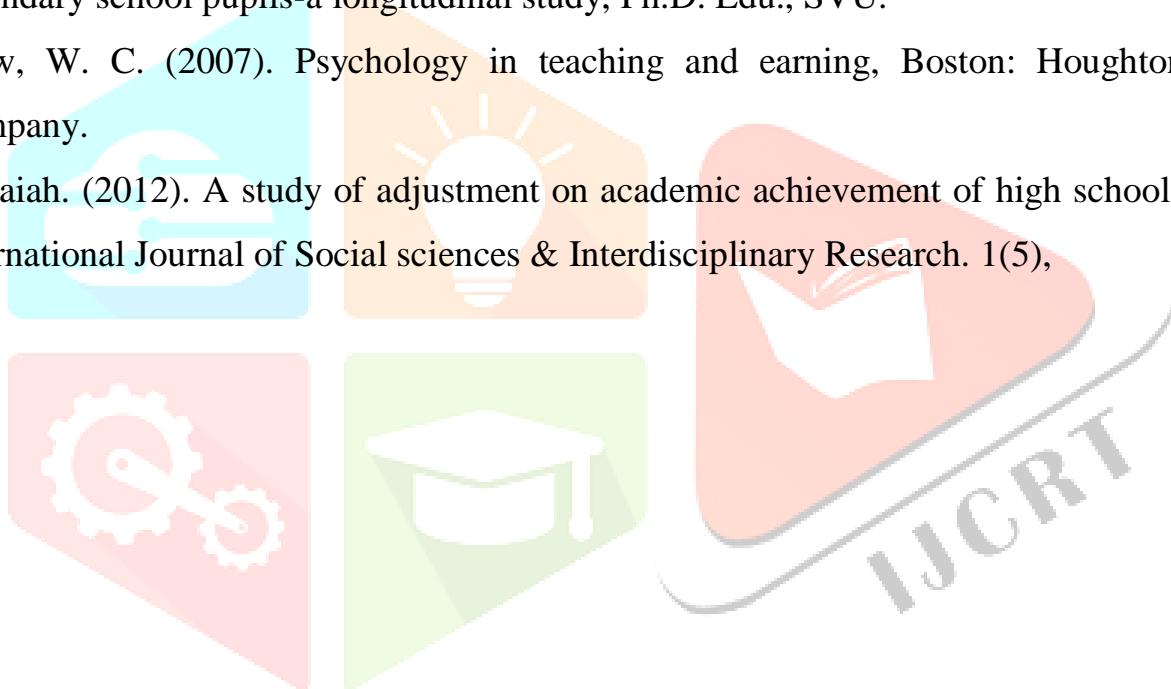 ndary school pupils-a longitudinal study, Ph.D. Edu., SVU.
w, W. C. (2007). Psychology in teaching and earning, Boston: Houghton
mpany.
aiah. (2012). A study of adjustment on academic achievement of high school
rnational Journal of Social sciences & Interdisciplinary Research. 1(5),
IJCRT